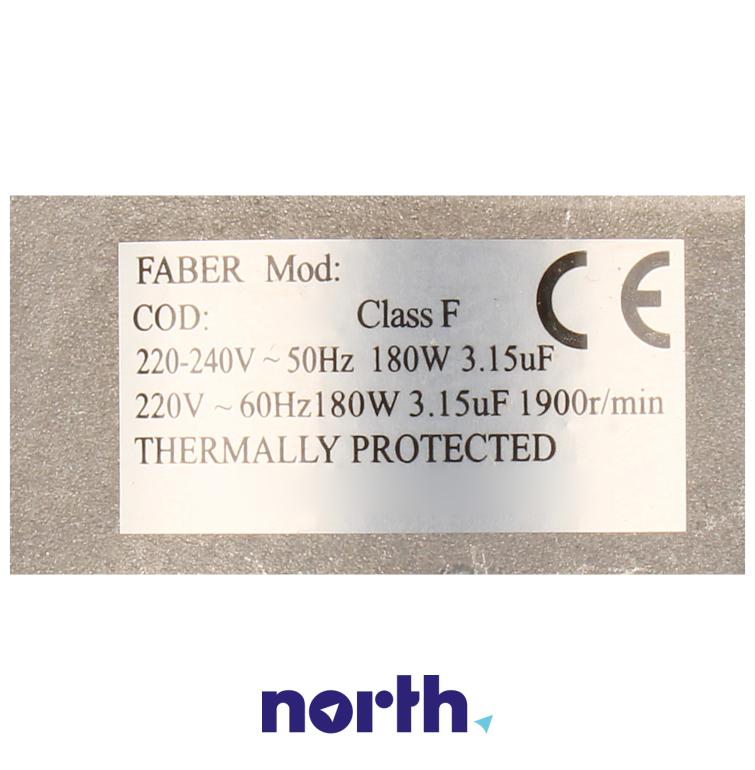 FABER Mod:
COD: Class F
CE
220-240V ~ 50Hz 180W 3.15uF
220V ~ 60Hz180W 3.15uF 1900r/min
THERMALLY PROTECTED
north